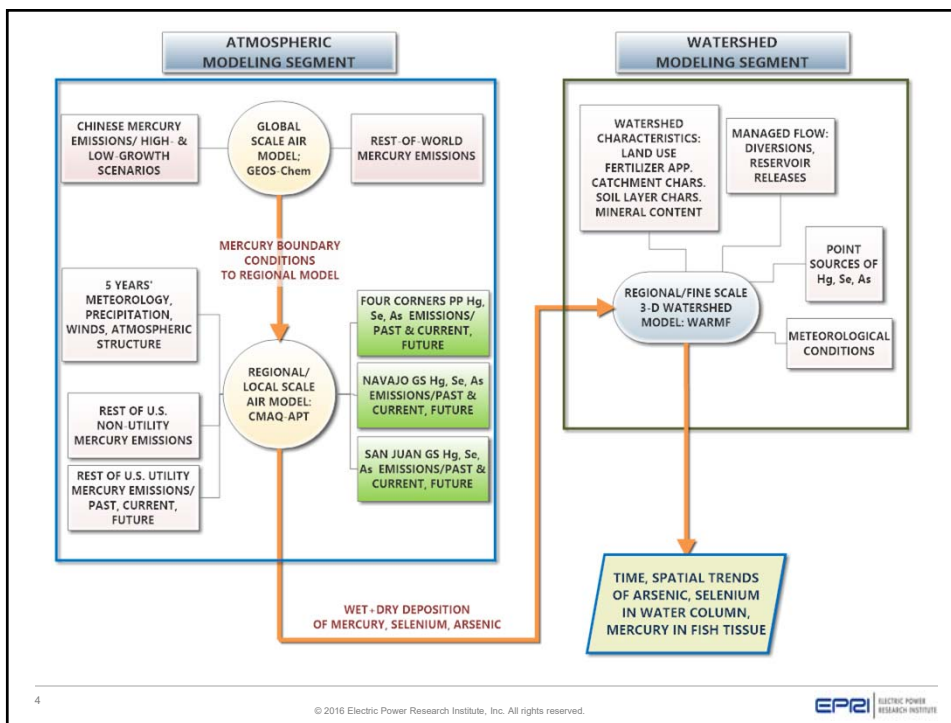 ATMOSPHERIC
MODELING SEGMENT
CHINESE MERCURY
EMISSIONS/ HIGH- &
LOW-GROWTH
SCENARIOS
GLOBAL
SCALE AIR
MODEL;
GEOS-Chem
REST-OF-WORLD
MERCURY EMISSIONS
MERCURY BOUNDARY
CONDITIONS
TO REGIONAL MODEL
5 YEARS'
METEOROLOGY,
PRECIPITATION,
WINDS, ATMOSPHERIC
STRUCTURE
REST OF U.S.
NON-UTILITY
MERCURY EMISSIONS
REST OF U.S. UTILITY
MERCURY EMISSIONS/
PAST, CURRENT,
FUTURE
REGIONAL/
LOCAL SCALE
AIR MODEL:
CMAQ-APT
FOUR CORNERS PP Hg,
Se, As EMISSIONS/
PAST & CURRENT,
FUTURE
NAVAJO GS Hg, Se, As
EMISSIONS/PAST &
CURRENT, FUTURE
SAN JUAN GS Hg, Se,
As EMISSIONS/PAST &
CURRENT, FUTURE
WET+DRY DEPOSITION
OF MERCURY, SELENIUM, ARSENIC
WATERSHED
MODELING SEGMENT
WATERSHED
CHARACTERISTICS:
LAND USE
FERTILIZER APP.
CATCHMENT CHARS.
SOIL LAYER CHARS.
MINERAL CONTENT
MANAGED FLOW:
DIVERSIONS,
RESERVOIR
RELEASES
POINT
SOURCES OF
Hg, Se, As
REGIONAL/FINE SCALE
3-D WATERSHED
MODEL: WARMF
METEOROLOGICAL
CONDITIONS
TIME, SPATIAL TRENDS
OF ARSENIC, SELENIUM
IN WATER COLUMN,
MERCURY IN FISH TISSUE
4
© 2016 Electric Power Research Institute, Inc. All rights reserved.
EPRI
ELECTRIC POWER
RESEARCH INSTITUTE